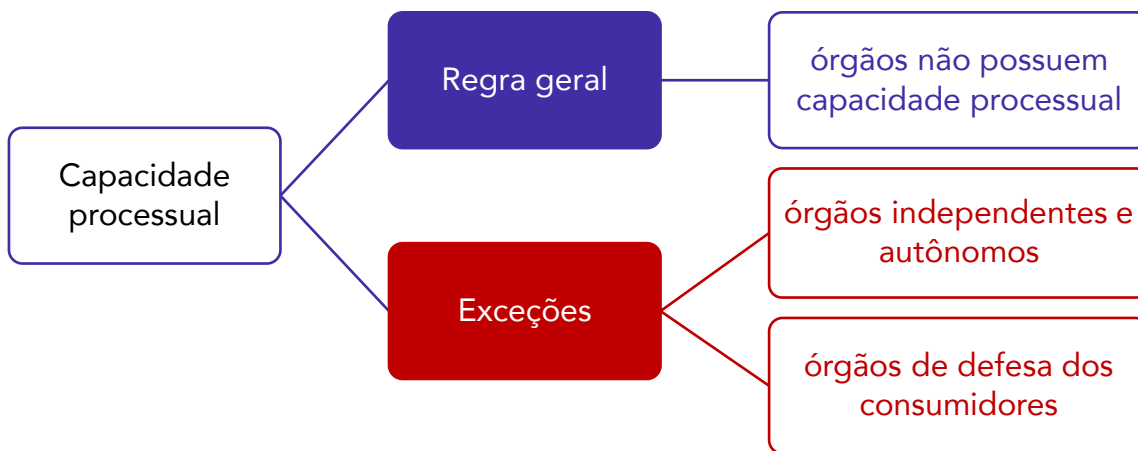 Capacidade
processual
Regra geral
órgãos não possuem
capacidade processual
Exceções
órgãos independentes e
autônomos
órgãos de defesa dos
consumidores